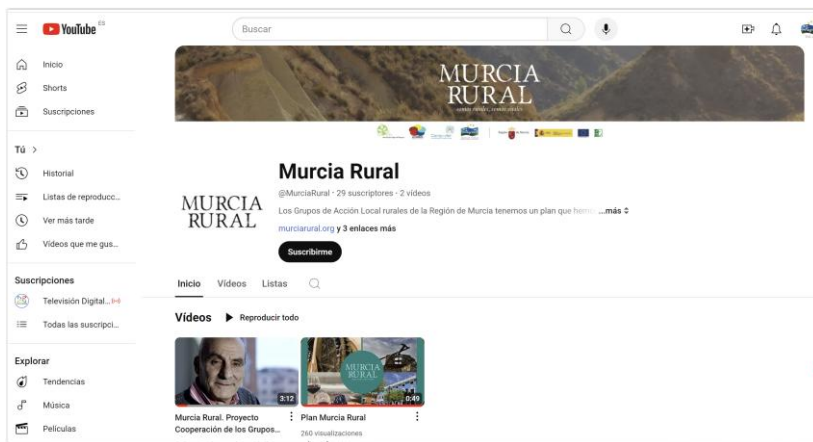 YouTube ES
Buscar
Inicio
Shorts
Suscripciones
Tú >
Historial
Listas de reproducc...
Ver más tarde
Vídeos que me gus...
Suscripciones
Televisión Digital...
Todas las suscripci...
Explorar
Tendencias
Música
Películas
MURCIA
RURAL
Murcia Rural
@MurciaRural · 29 suscriptores · 2 vídeos
Los Grupos de Acción Local rurales de la Región de Murcia tenemos un plan que hemos ...más
murciarural.org y 3 enlaces más
Suscribirme
MURCIA
RURAL
Inicio Vídeos Listas
Vídeos Reproducir todo
3:12
MURCIA
RURAL
0:49
Murcia Rural. Proyecto
Cooperación de los Grupos...
Plan Murcia Rural
260 visualizaciones